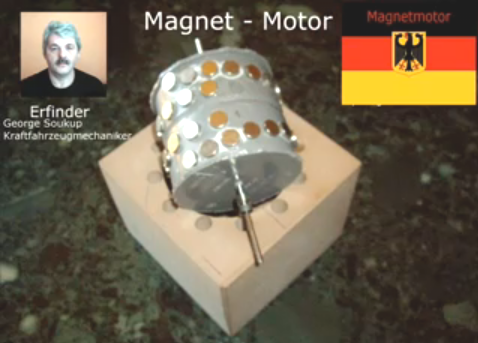 Magnet - Motor
Magnetmotor
Erfinder
George Soukup
Kraftfahrzeugmechaniker